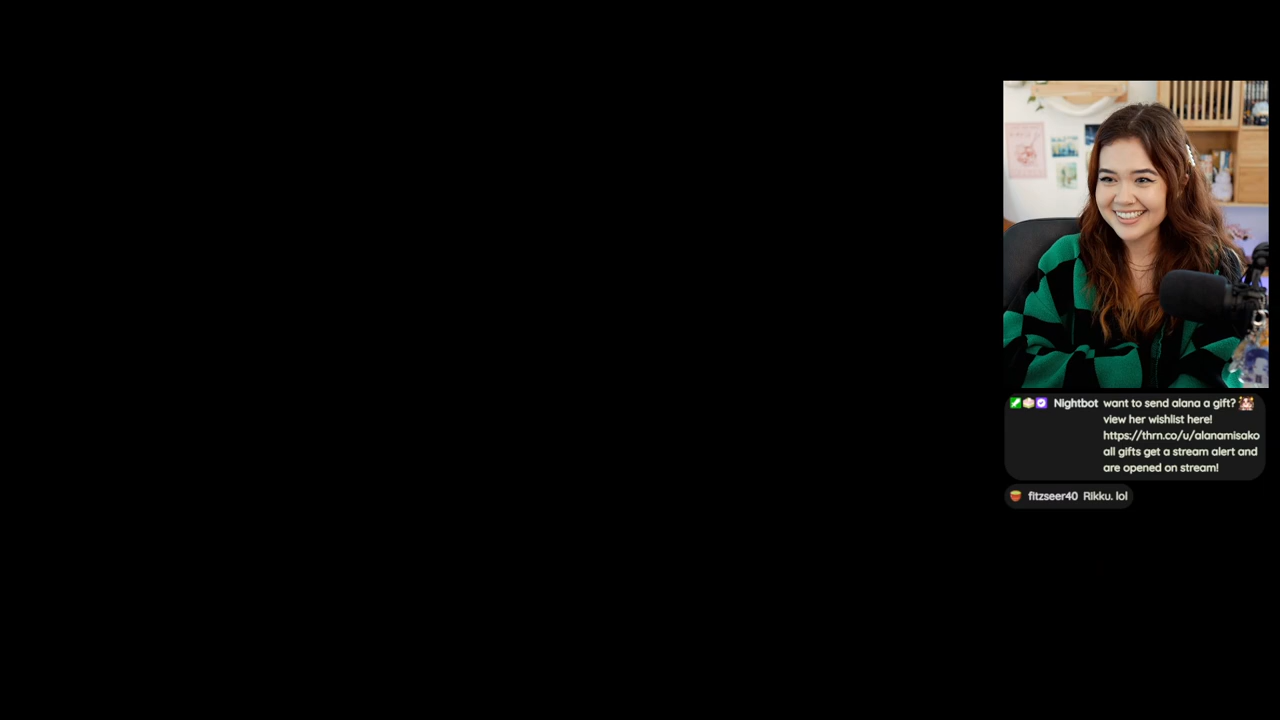 Nightbot want to send alana a gift?
view her wishlist here!
https://thrn.co/u/alanamisako
all gifts get a stream alert and
are opened on stream!
fitzseer40 Rikku. lol